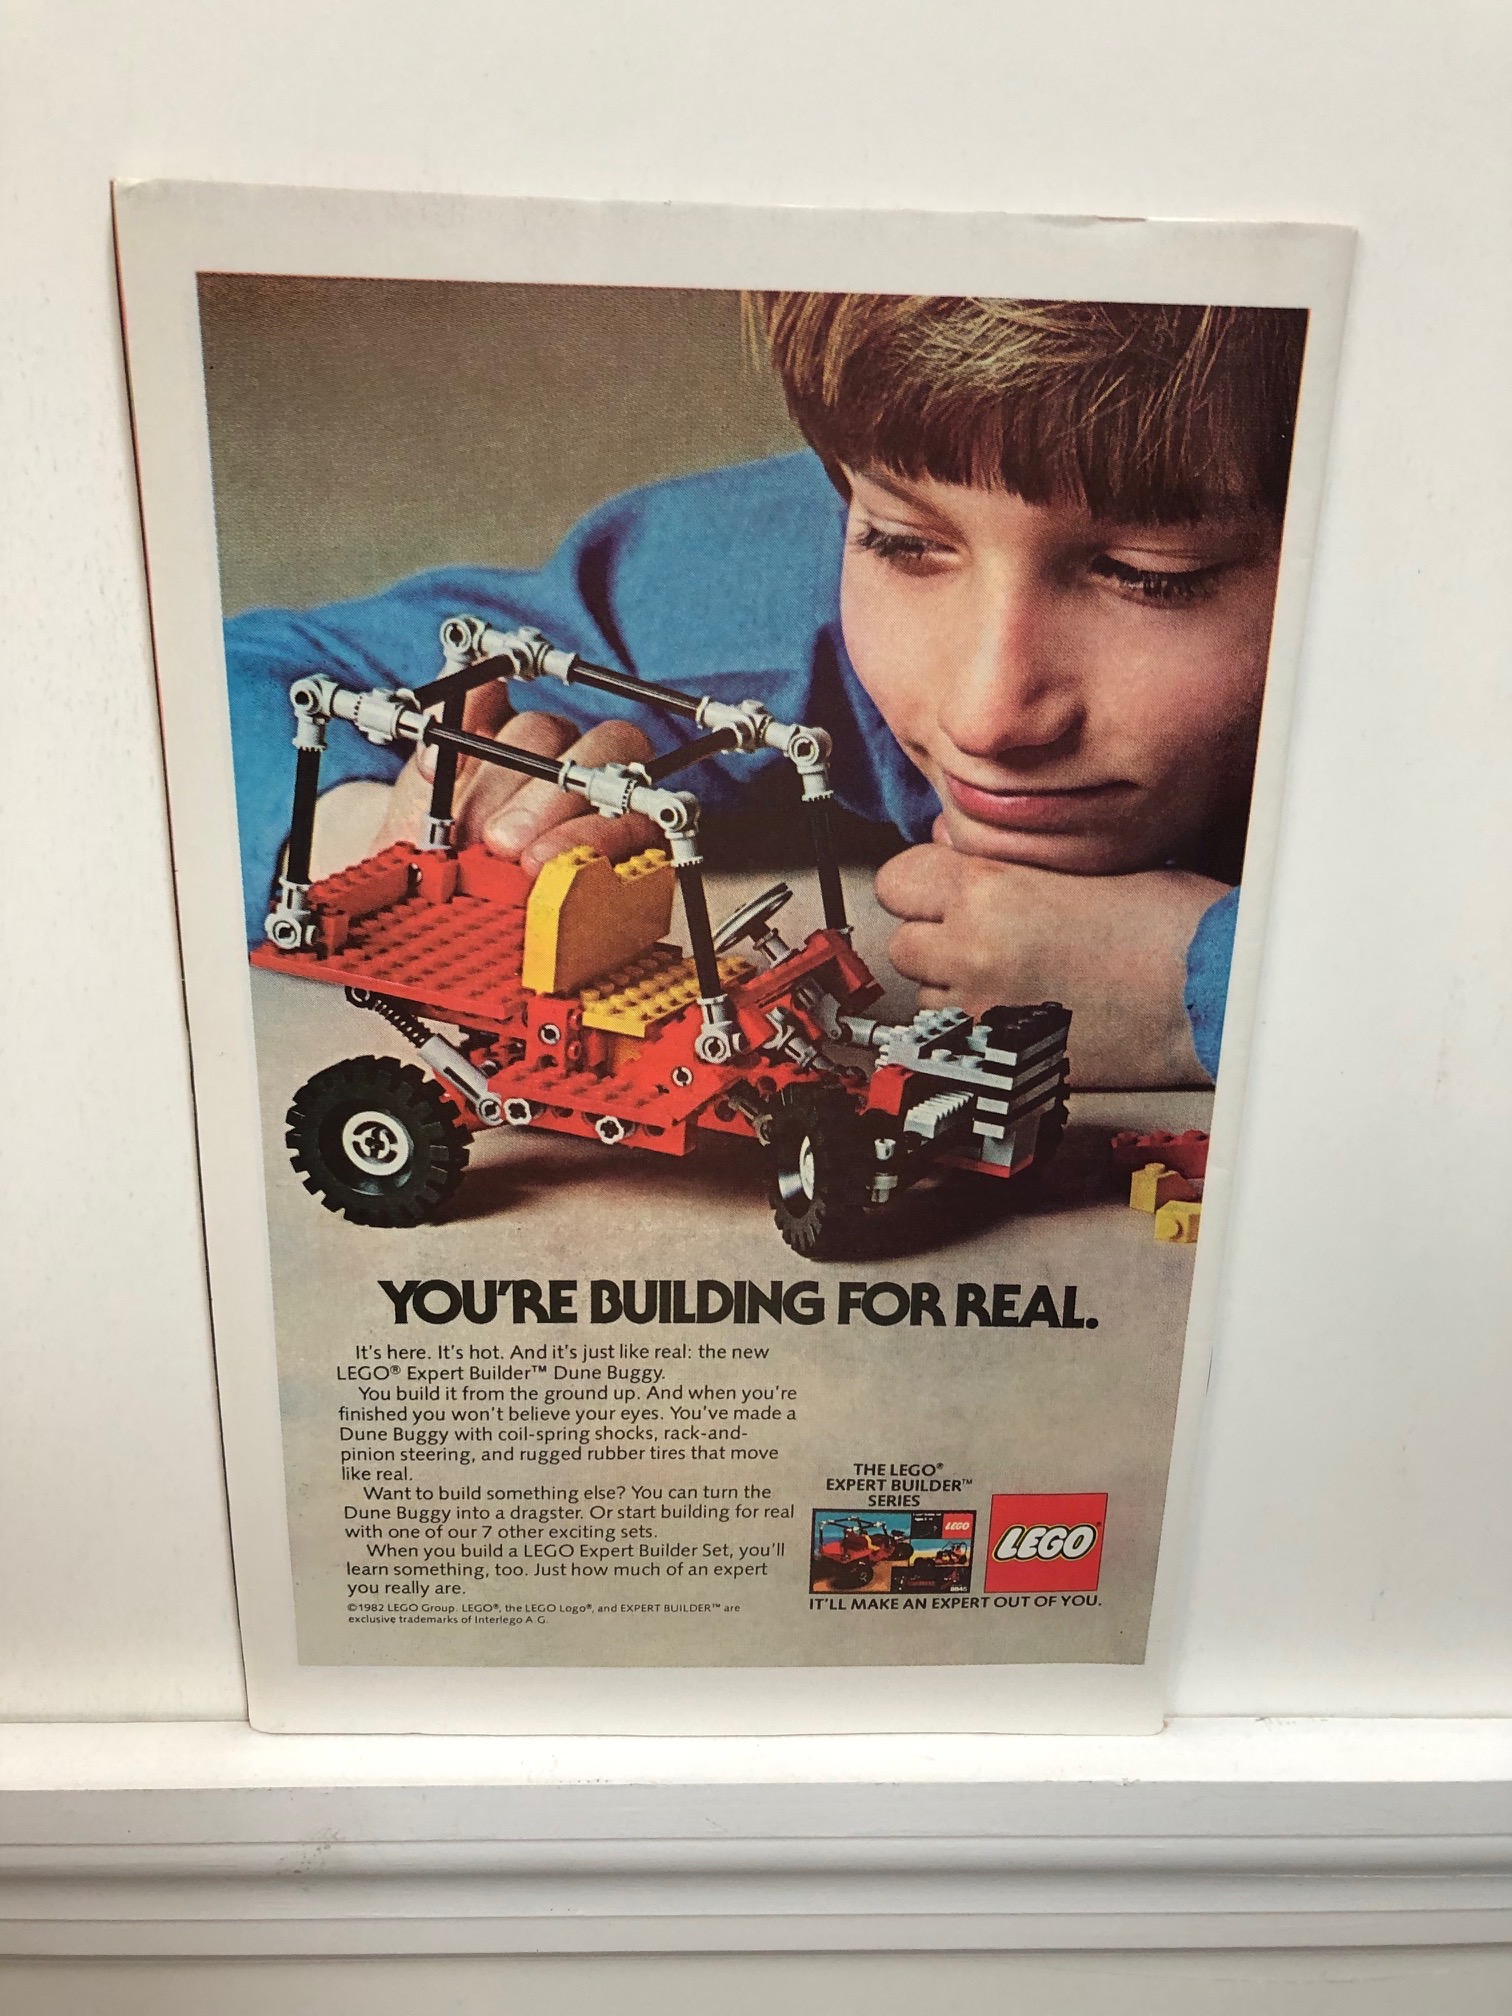 YOU'RE BUILDING FOR REAL.
It's here. It's hot. And it's just like real: the new
LEGO® Expert Builder™ Dune Buggy.
You build it from the ground up. And when you're
finished you won't believe your eyes. You've made a
Dune Buggy with coil-spring shocks, rack-and-
pinion steering, and rugged rubber tires that move
like real.
Want to build something else? You can turn the
Dune Buggy into a dragster. Or start building for real
with one of our 7 other exciting sets.
When you build a LEGO Expert Builder Set, you'll
learn something, too. Just how much of an expert
you really are.
©1982 LEGO Group. LEGO®, the LEGO Logo®, and EXPERT BUILDER™ are
exclusive trademarks of Interlego A.G.
THE LEGO®
EXPERT BUILDER™
SERIES
LEGO
8845
LEGO®
IT'LL MAKE AN EXPERT OUT OF YOU.